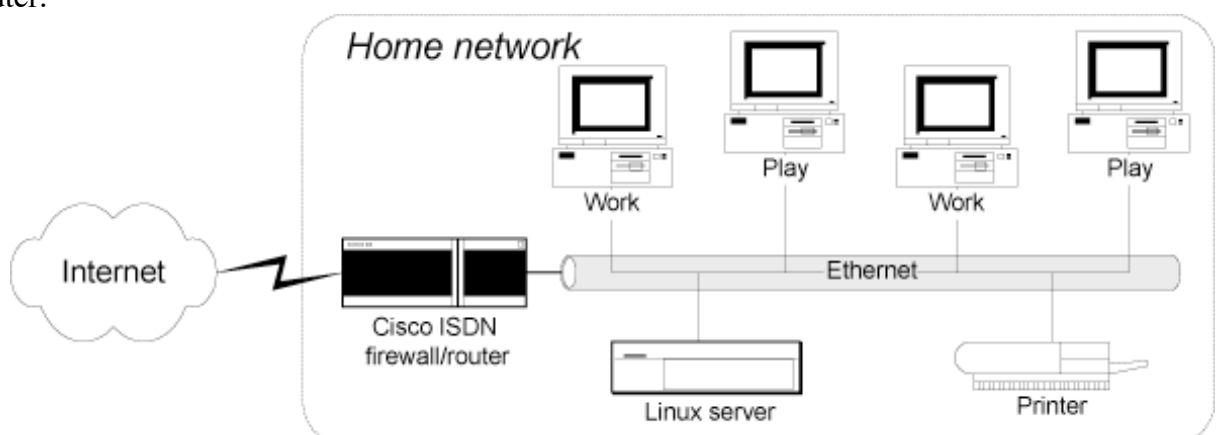 Home network
Play
Play
Work
Work
Internet
Ethernet
Cisco ISDN
firewall/router
Linux server
Printer